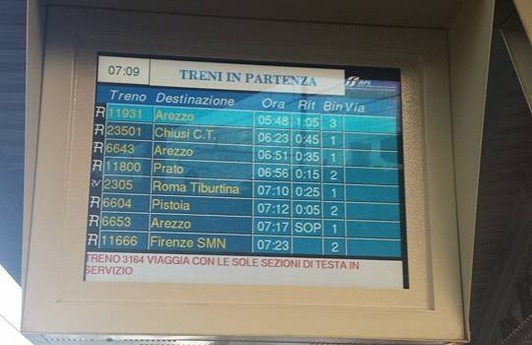 07:09 TRENI IN PARTENZA
Treno Destinazione Ora Rit Bin Via
R 11931 Arezzo 05:48 1:05 3
R 23501 Chiusi C.T. 06:23 0:45 1
R 6643 Arezzo 06:51 0:35 1
R 11800 Prato 06:56 0:15 2
2305 Roma Tiburtina 07:10 0:25 1
R 6604 Pistoia 07:12 0:05 2
R 6653 Arezzo 07:17 SOP 1
R 11666 Firenze SMN 07:23 2
TRENO 3164 VIAGGIA CON LE SOLE SEZIONI DI TESTA IN
SERVIZIO